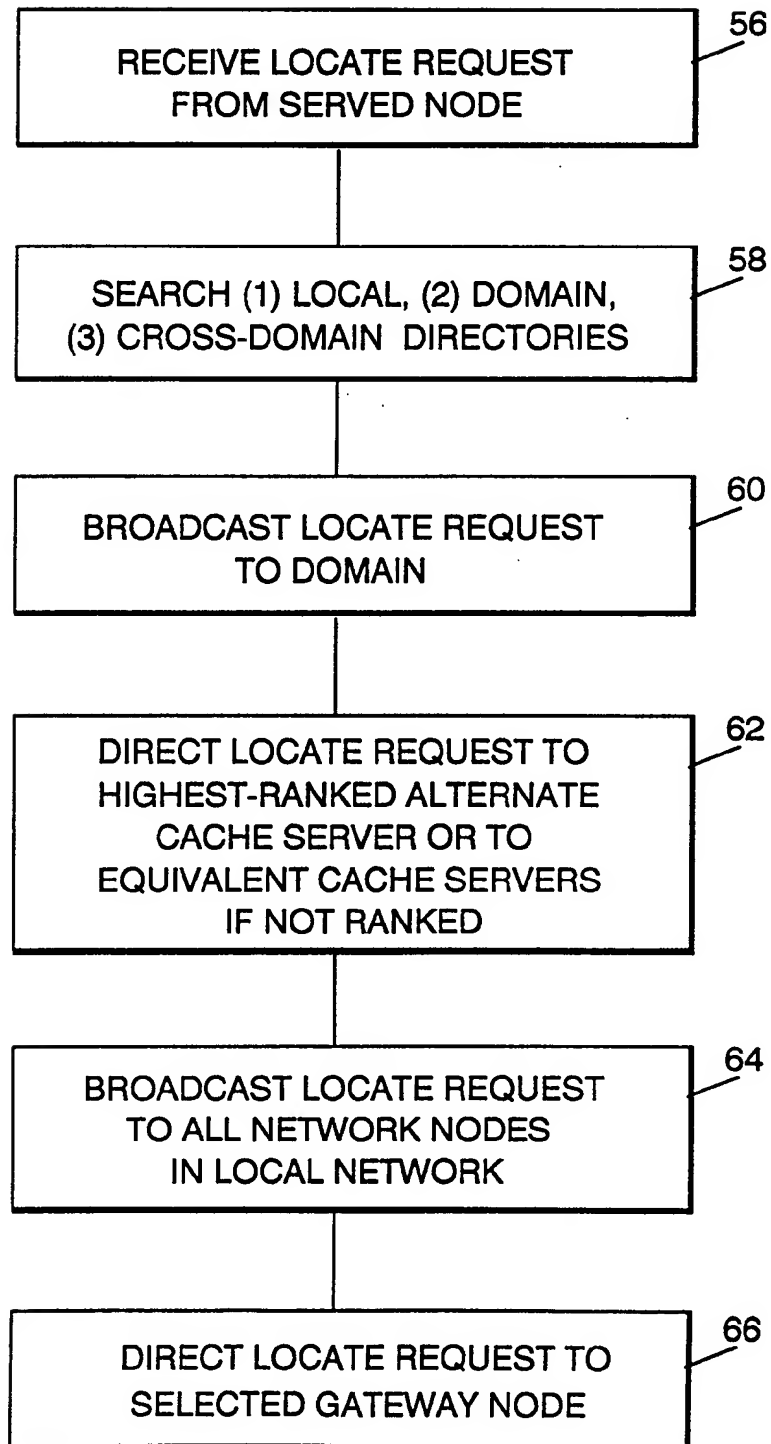 56
RECEIVE LOCATE REQUEST
FROM SERVED NODE
58
SEARCH (1) LOCAL, (2) DOMAIN,
(3) CROSS-DOMAIN DIRECTORIES
60
BROADCAST LOCATE REQUEST
TO DOMAIN
62
DIRECT LOCATE REQUEST TO
HIGHEST-RANKED ALTERNATE
CACHE SERVER OR TO
EQUIVALENT CACHE SERVERS
IF NOT RANKED
64
BROADCAST LOCATE REQUEST
TO ALL NETWORK NODES
IN LOCAL NETWORK
66
DIRECT LOCATE REQUEST TO
SELECTED GATEWAY NODE